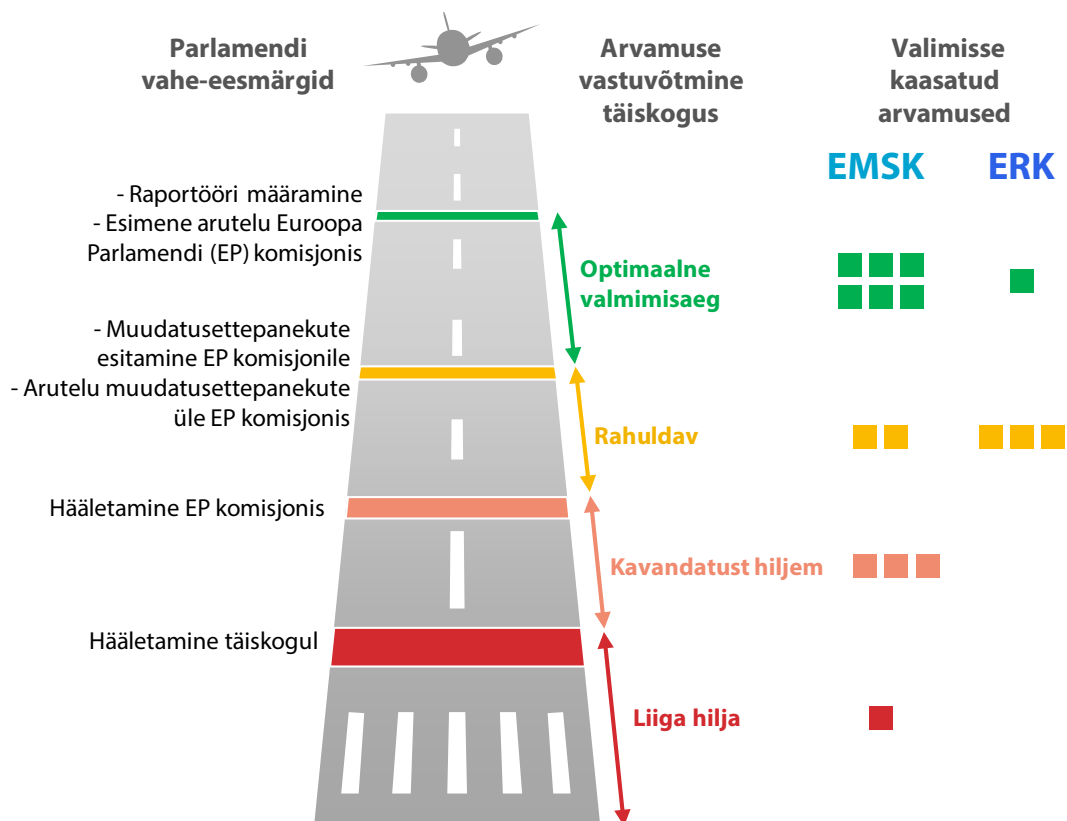 Parlamendi
vahe-eesmärgid
Arvamuse
vastuvõtmine
täiskogus
Valimisse
kaasatud
arvamused
EMSK
ERK
- Raportööri määramine
- Esimene arutelu Euroopa
Parlamendi (EP) komisjonis
Optimaalne
valmimisaeg
- Muudatusettepanekute
esitamine EP komisjonile
- Arutelu muudatusettepanekute
üle EP komisjonis
Rahuldav
Hääletamine EP komisjonis
Kavandatust hiljem
Hääletamine täiskogul
Liiga hilja